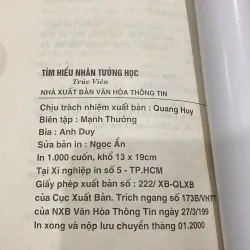 TÌM HIỂU NHÂN TƯỚNG HỌC
Trúc Viên
NHÀ XUẤT BẢN VĂN HÓA THÔNG TIN
Chịu trách nhiệm xuất bản : Quang Huy
Biên tập : Mạnh Thướng
Bìa : Anh Duy
Sửa bản in : Ngọc Ẩn
In 1.000 cuốn, khổ 13 x 19cm
Tại Xí nghiệp in số 5 - TP.HCM
Giấy phép xuất bản số : 222/ XB-QLXB
của Cục Xuất Bản. Trích ngang số 173B/VHTT
của NXB Văn Hóa Thông Tin ngày 27/3/199
In xong và nộp lưu chuyển tháng 01.2000